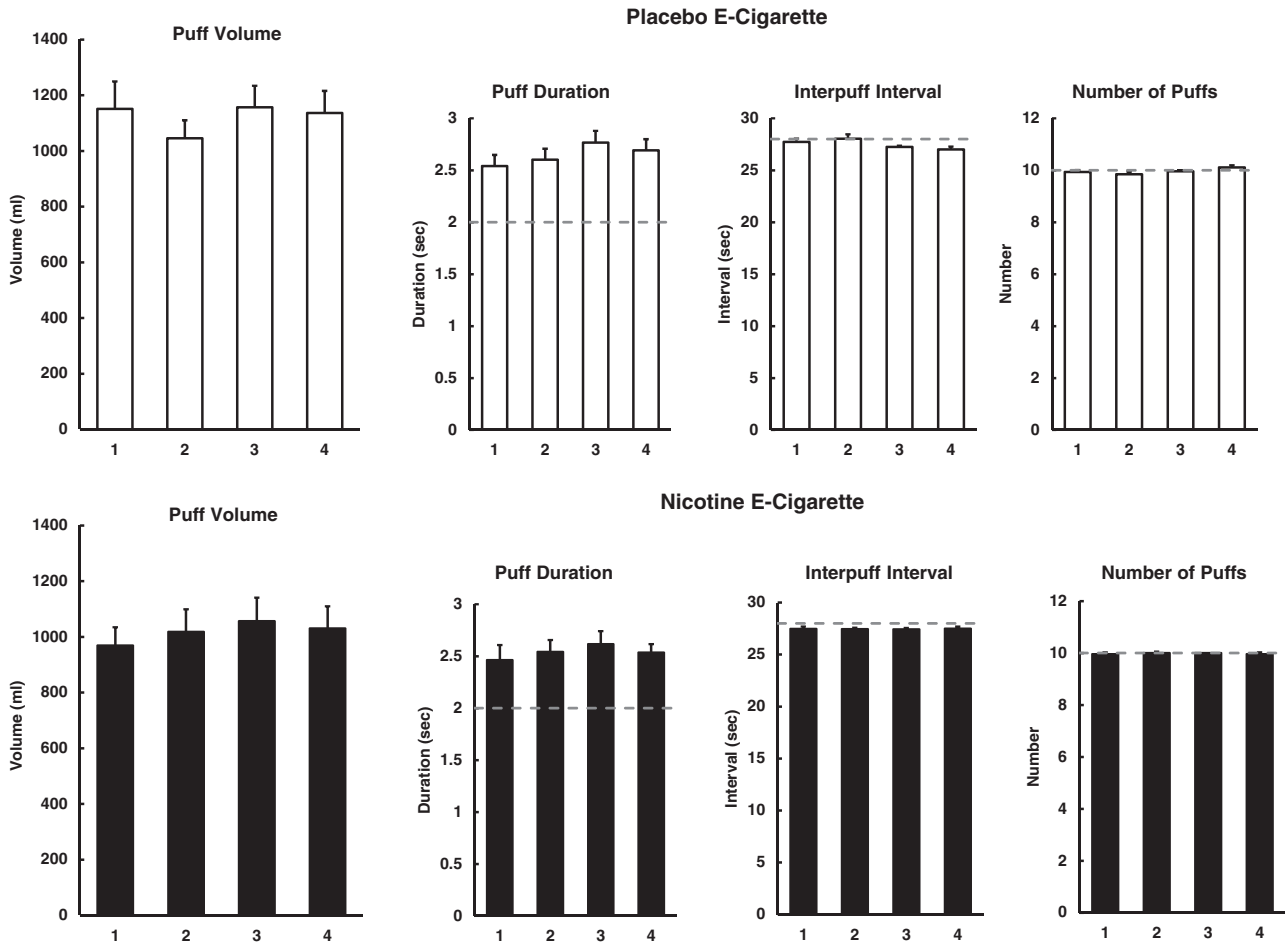 Placebo E-Cigarette
Puff Volume
1400
1200
1000
800
600
400
200
0
Volume (ml)
1 2 3 4
Puff Duration
3
2.5
2
1.5
1
0.5
0
Duration (sec)
1 2 3 4
Interpuff Interval
30
25
20
15
10
5
0
Interval (sec)
1 2 3 4
Number of Puffs
12
10
8
6
4
2
0
Number
1 2 3 4
Nicotine E-Cigarette
Puff Volume
1400
1200
1000
800
600
400
200
0
Volume (ml)
1 2 3 4
Puff Duration
3
2.5
2
1.5
1
0.5
0
Duration (sec)
1 2 3 4
Interpuff Interval
30
25
20
15
10
5
0
Interval (sec)
1 2 3 4
Number of Puffs
12
10
8
6
4
2
0
Number
1 2 3 4